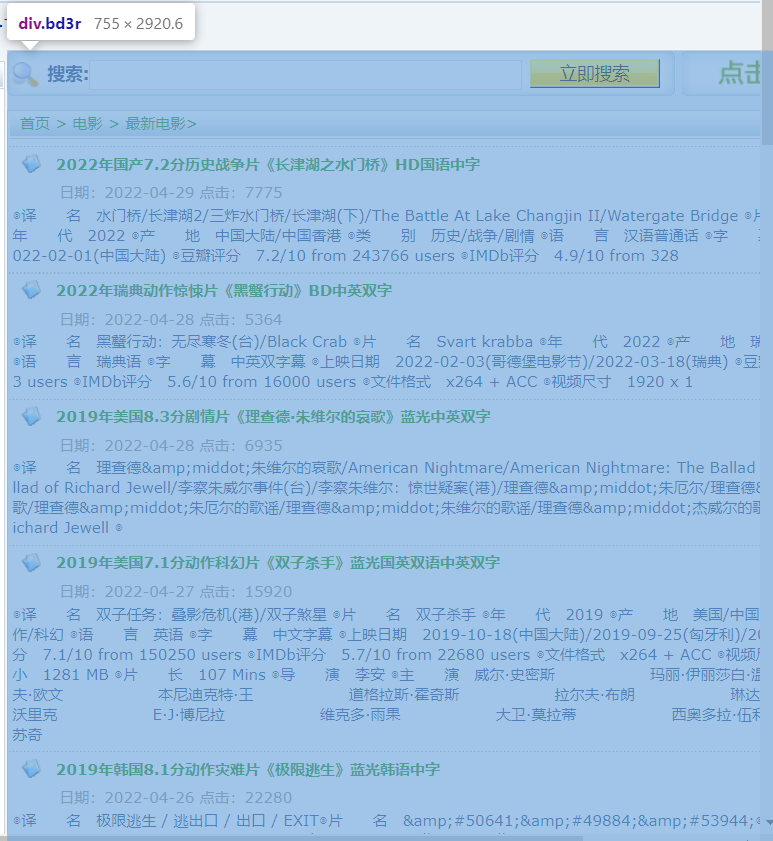 div.bd3r 755 × 2920.6
搜索: 立即搜索 点击
首页 > 电影 > 最新电影>
2022年国产7.2分历史战争片《长津湖之水门桥》HD国语中字
日期：2022-04-29 点击：7775
◎译 名 水门桥/长津湖2/三炸水门桥/长津湖(下)/The Battle At Lake Changjin II/Watergate Bridge ◎片
年 代 2022 ◎产 地 中国大陆/中国香港 ◎类 别 历史/战争/剧情 ◎语 言 汉语普通话 ◎字
022-02-01(中国大陆) ◎豆瓣评分 7.2/10 from 243766 users ◎IMDb评分 4.9/10 from 328
2022年瑞典动作惊悚片《黑蟹行动》BD中英双字
日期：2022-04-28 点击：5364
◎译 名 黑蟹行动：无尽寒冬(台)/Black Crab ◎片 名 Svart krabba ◎年 代 2022 ◎产 地 瑞
◎语 言 瑞典语 ◎字 幕 中英双字幕 ◎上映日期 2022-02-03(哥德堡电影节)/2022-03-18(瑞典) ◎豆
3 users ◎IMDb评分 5.6/10 from 16000 users ◎文件格式 x264 + ACC ◎视频尺寸 1920 x 1
2019年美国8.3分剧情片《理查德·朱维尔的哀歌》蓝光中英双字
日期：2022-04-28 点击：6935
◎译 名 理查德&amp;middot;朱维尔的哀歌/American Nightmare/American Nightmare: The Ballad
llad of Richard Jewell/李察朱威尔事件(台)/李察朱维尔：惊世疑案(港)/理查德&amp;middot;朱厄尔/理查德&
歌/理查德&amp;middot;朱厄尔的歌谣/理查德&amp;middot;朱维尔的歌谣/理查德&amp;middot;杰威尔的歌
ichard Jewell ◎
2019年美国7.1分动作科幻片《双子杀手》蓝光国英双语中英双字
日期：2022-04-27 点击：15920
◎译 名 双子任务：叠影危机(港)/双子煞星 ◎片 名 双子杀手 ◎年 代 2019 ◎产 地 美国/中国
作/科幻 ◎语 言 英语 ◎字 幕 中文字幕 ◎上映日期 2019-10-18(中国大陆)/2019-09-25(匈牙利)/20
分 7.1/10 from 150250 users ◎IMDb评分 5.7/10 from 22680 users ◎文件格式 x264 + ACC ◎视频
小 1281 MB ◎片 长 107 Mins ◎导 演 李安 ◎主 演 威尔·史密斯 玛丽·伊丽莎白·温
夫·欧文 本尼迪克特·王 道格拉斯·霍奇斯 拉尔夫·布朗 琳达
沃里克 E·J·博尼拉 维克多·雨果 大卫·莫拉蒂 西奥多拉·伍利
苏奇
2019年韩国8.1分动作灾难片《极限逃生》蓝光韩语中字
日期：2022-04-26 点击：22280
◎译 名 极限逃生 / 逃出口 / 出口 / EXIT◎片 名 &amp;#50641;&amp;#49884;&amp;#53944;◎